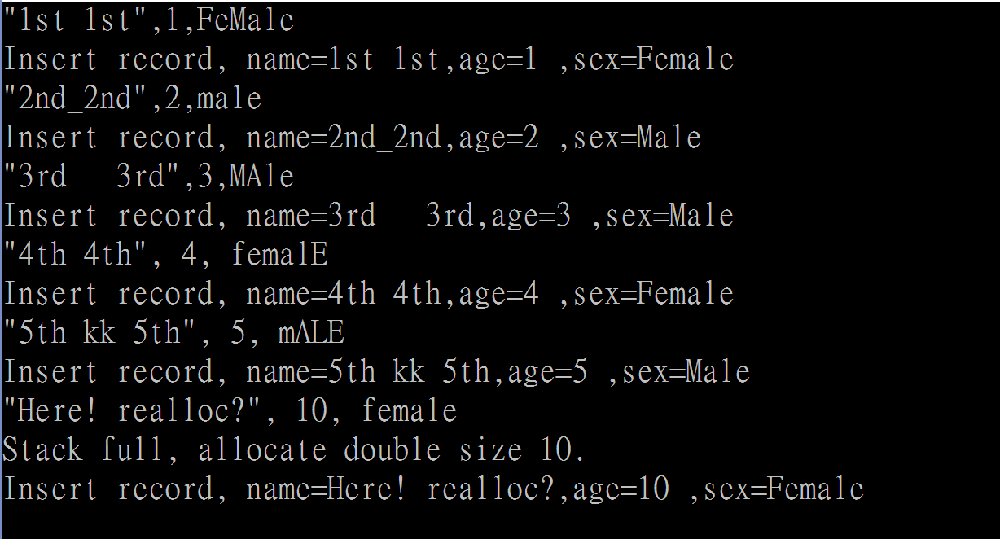 "1st 1st",1,FeMale
Insert record, name=1st 1st,age=1 ,sex=Female
"2nd_2nd",2,male
Insert record, name=2nd_2nd,age=2 ,sex=Male
"3rd   3rd",3,MAle
Insert record, name=3rd   3rd,age=3 ,sex=Male
"4th 4th", 4, femalE
Insert record, name=4th 4th,age=4 ,sex=Female
"5th kk 5th", 5, mALE
Insert record, name=5th kk 5th,age=5 ,sex=Male
"Here! realloc?", 10, female
Stack full, allocate double size 10.
Insert record, name=Here! realloc?,age=10 ,sex=Female